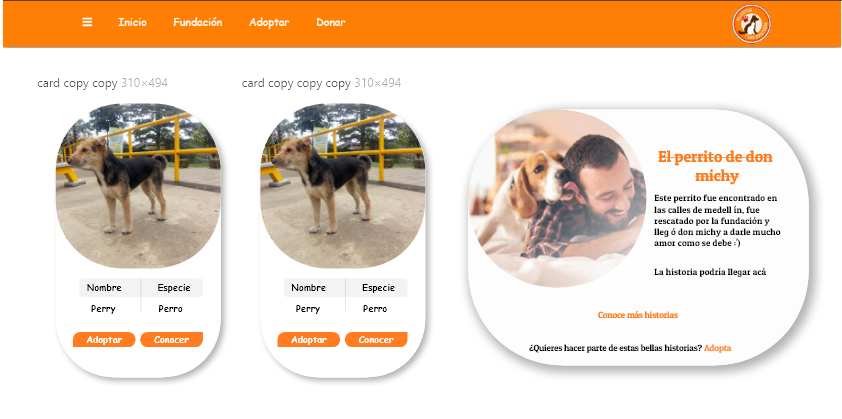 Inicio Fundación Adoptar Donar
card copy copy 310×494
card copy copy copy 310×494
Nombre Especie
Perry Perro
Adoptar Conocer
Nombre Especie
Perry Perro
Adoptar Conocer
El perrito de don
michy
Este perrito fue encontrado en
las calles de medell ín, fue
rescatado por la fundación y
lleg ó don michy a darle mucho
amor como se debe :')
La historia podría llegar acá
Conoce más historias
¿Quieres hacer parte de estas bellas historias? Adopta